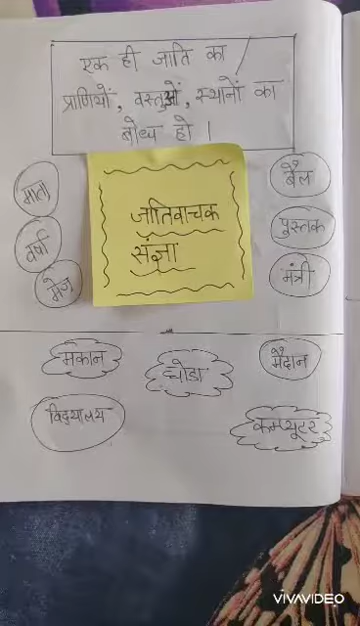 एक ही जाति का /
प्राणियों, वस्तुओं, स्थानों का
बोध हो ।
माता
वर्षा
मेज
जातिवाचक
संज्ञा
बैल
पुस्तक
मंत्री
मकान
घोडा
मैदान
विद्यालय
कम्प्यूटर
VIVAVIDEO